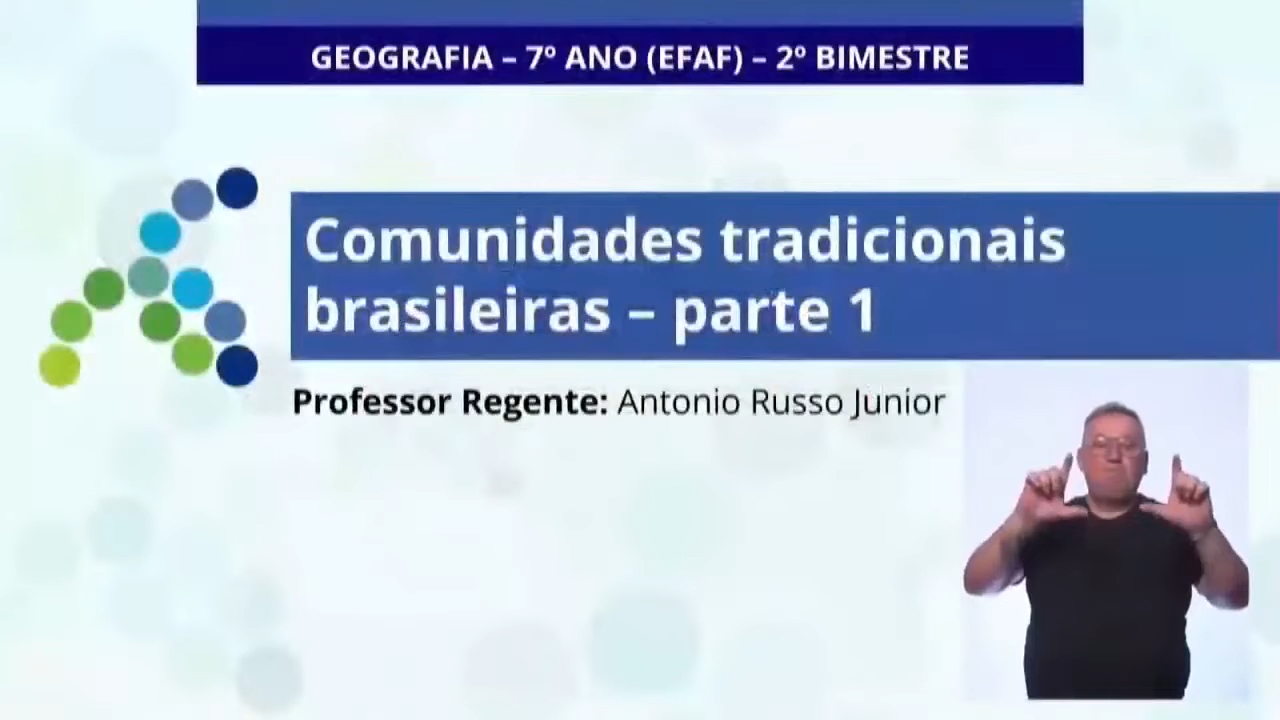 GEOGRAFIA – 7º ANO (EFAF) – 2º BIMESTRE
Comunidades tradicionais
brasileiras – parte 1
Professor Regente: Antonio Russo Junior